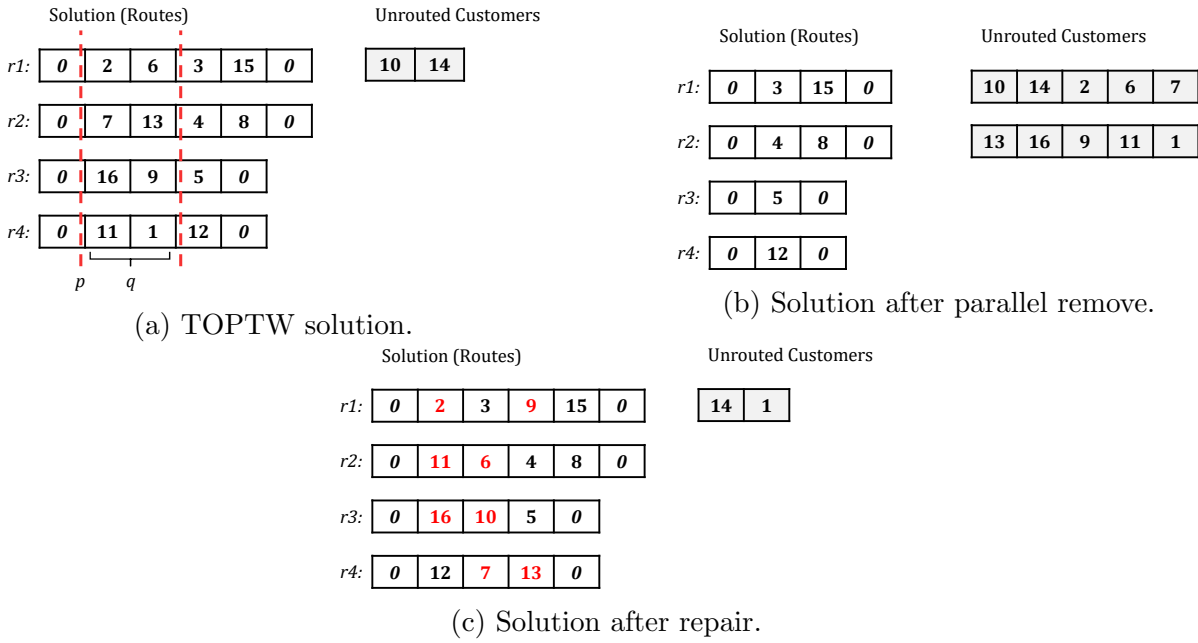 Solution (Routes) Unrouted Customers
r1: 0 2 6 3 15 0 10 14
r2: 0 7 13 4 8 0
r3: 0 16 9 5 0
r4: 0 11 1 12 0
p q
(a) TOPTW solution.
Solution (Routes) Unrouted Customers
r1: 0 3 15 0 10 14 2 6 7
r2: 0 4 8 0 13 16 9 11 1
r3: 0 5 0
r4: 0 12 0
(b) Solution after parallel remove.
Solution (Routes) Unrouted Customers
r1: 0 2 3 9 15 0 14 1
r2: 0 11 6 4 8 0
r3: 0 16 10 5 0
r4: 0 12 7 13 0
(c) Solution after repair.